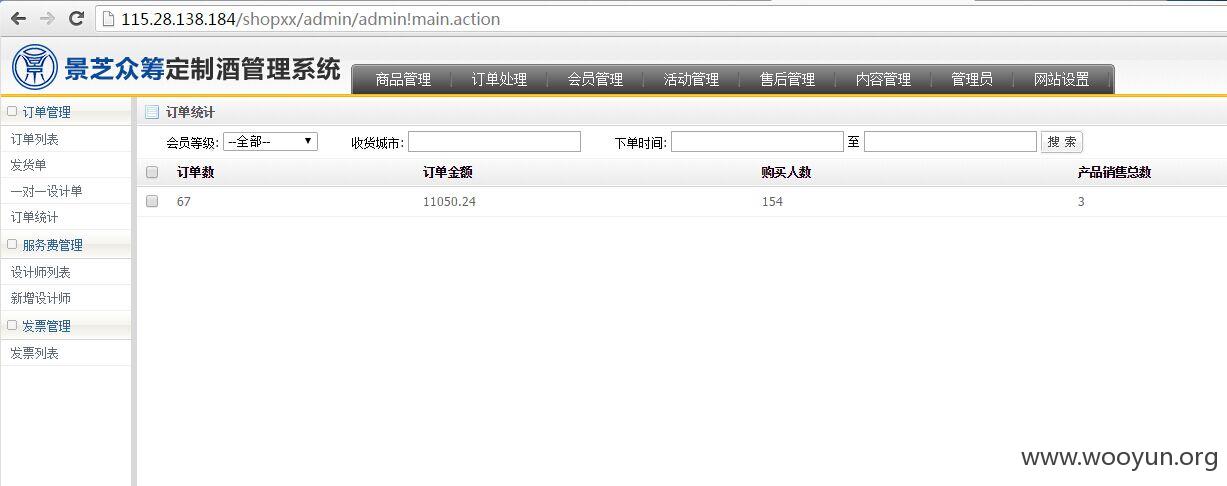 115.28.138.184/shopxx/admin/admin!main.action
景芝众筹定制酒管理系统
商品管理 订单处理 会员管理 活动管理 售后管理 内容管理 管理员 网站设置
订单管理
订单列表
发货单
一对一设计单
订单统计
服务费管理
设计师列表
新增设计师
发票管理
发票列表
订单统计
会员等级: --全部-- 收货城市: 下单时间: 至 搜 索
订单数 订单金额 购买人数 产品销售总数
67 11050.24 154 3
www.wooyun.org